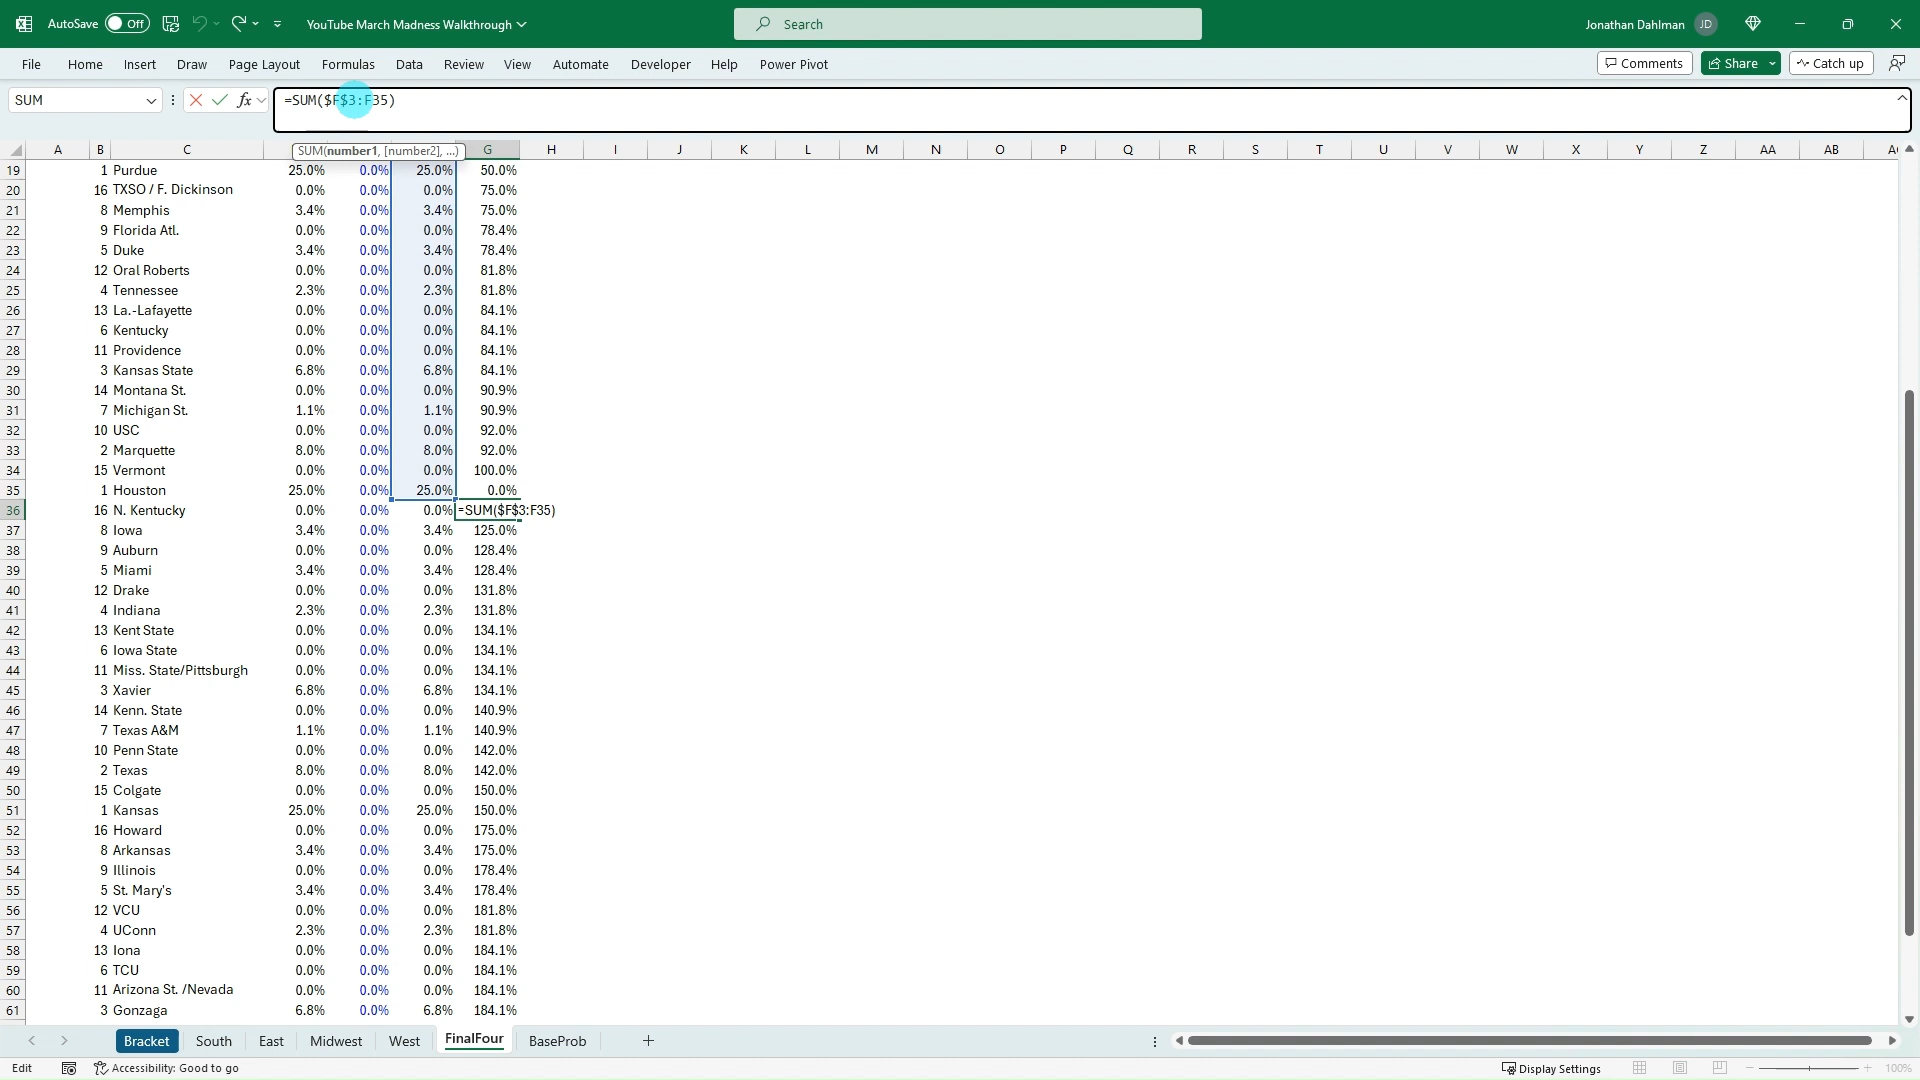 AutoSave Off YouTube March Madness Walkthrough Search Jonathan Dahlman JD
File Home Insert Draw Page Layout Formulas Data Review View Automate Developer Help Power Pivot Comments Share Catch up
SUM fx =SUM($F$3:F35)
SUM(number1, [number2], ...)
A B C G H I J K L M N O P Q R S T U V W X Y Z AA AB
19 1 Purdue 25.0% 0.0% 25.0% 50.0%
20 16 TXSO / F. Dickinson 0.0% 0.0% 0.0% 75.0%
21 8 Memphis 3.4% 0.0% 3.4% 75.0%
22 9 Florida Atl. 0.0% 0.0% 0.0% 78.4%
23 5 Duke 3.4% 0.0% 3.4% 78.4%
24 12 Oral Roberts 0.0% 0.0% 0.0% 81.8%
25 4 Tennessee 2.3% 0.0% 2.3% 81.8%
26 13 La.-Lafayette 0.0% 0.0% 0.0% 84.1%
27 6 Kentucky 0.0% 0.0% 0.0% 84.1%
28 11 Providence 0.0% 0.0% 0.0% 84.1%
29 3 Kansas State 6.8% 0.0% 6.8% 84.1%
30 14 Montana St. 0.0% 0.0% 0.0% 90.9%
31 7 Michigan St. 1.1% 0.0% 1.1% 90.9%
32 10 USC 0.0% 0.0% 0.0% 92.0%
33 2 Marquette 8.0% 0.0% 8.0% 92.0%
34 15 Vermont 0.0% 0.0% 0.0% 100.0%
35 1 Houston 25.0% 0.0% 25.0% 0.0%
36 16 N. Kentucky 0.0% 0.0% 0.0% =SUM($F$3:F35)
37 8 Iowa 3.4% 0.0% 3.4% 125.0%
38 9 Auburn 0.0% 0.0% 0.0% 128.4%
39 5 Miami 3.4% 0.0% 3.4% 128.4%
40 12 Drake 0.0% 0.0% 0.0% 131.8%
41 4 Indiana 2.3% 0.0% 2.3% 131.8%
42 13 Kent State 0.0% 0.0% 0.0% 134.1%
43 6 Iowa State 0.0% 0.0% 0.0% 134.1%
44 11 Miss. State/Pittsburgh 0.0% 0.0% 0.0% 134.1%
45 3 Xavier 6.8% 0.0% 6.8% 134.1%
46 14 Kenn. State 0.0% 0.0% 0.0% 140.9%
47 7 Texas A&M 1.1% 0.0% 1.1% 140.9%
48 10 Penn State 0.0% 0.0% 0.0% 142.0%
49 2 Texas 8.0% 0.0% 8.0% 142.0%
50 15 Colgate 0.0% 0.0% 0.0% 150.0%
51 1 Kansas 25.0% 0.0% 25.0% 150.0%
52 16 Howard 0.0% 0.0% 0.0% 175.0%
53 8 Arkansas 3.4% 0.0% 3.4% 175.0%
54 9 Illinois 0.0% 0.0% 0.0% 178.4%
55 5 St. Mary's 3.4% 0.0% 3.4% 178.4%
56 12 VCU 0.0% 0.0% 0.0% 181.8%
57 4 UConn 2.3% 0.0% 2.3% 181.8%
58 13 Iona 0.0% 0.0% 0.0% 184.1%
59 6 TCU 0.0% 0.0% 0.0% 184.1%
60 11 Arizona St. /Nevada 0.0% 0.0% 0.0% 184.1%
61 3 Gonzaga 6.8% 0.0% 6.8% 184.1%
Bracket South East Midwest West FinalFour BaseProb
Edit Accessibility: Good to go Display Settings 100%